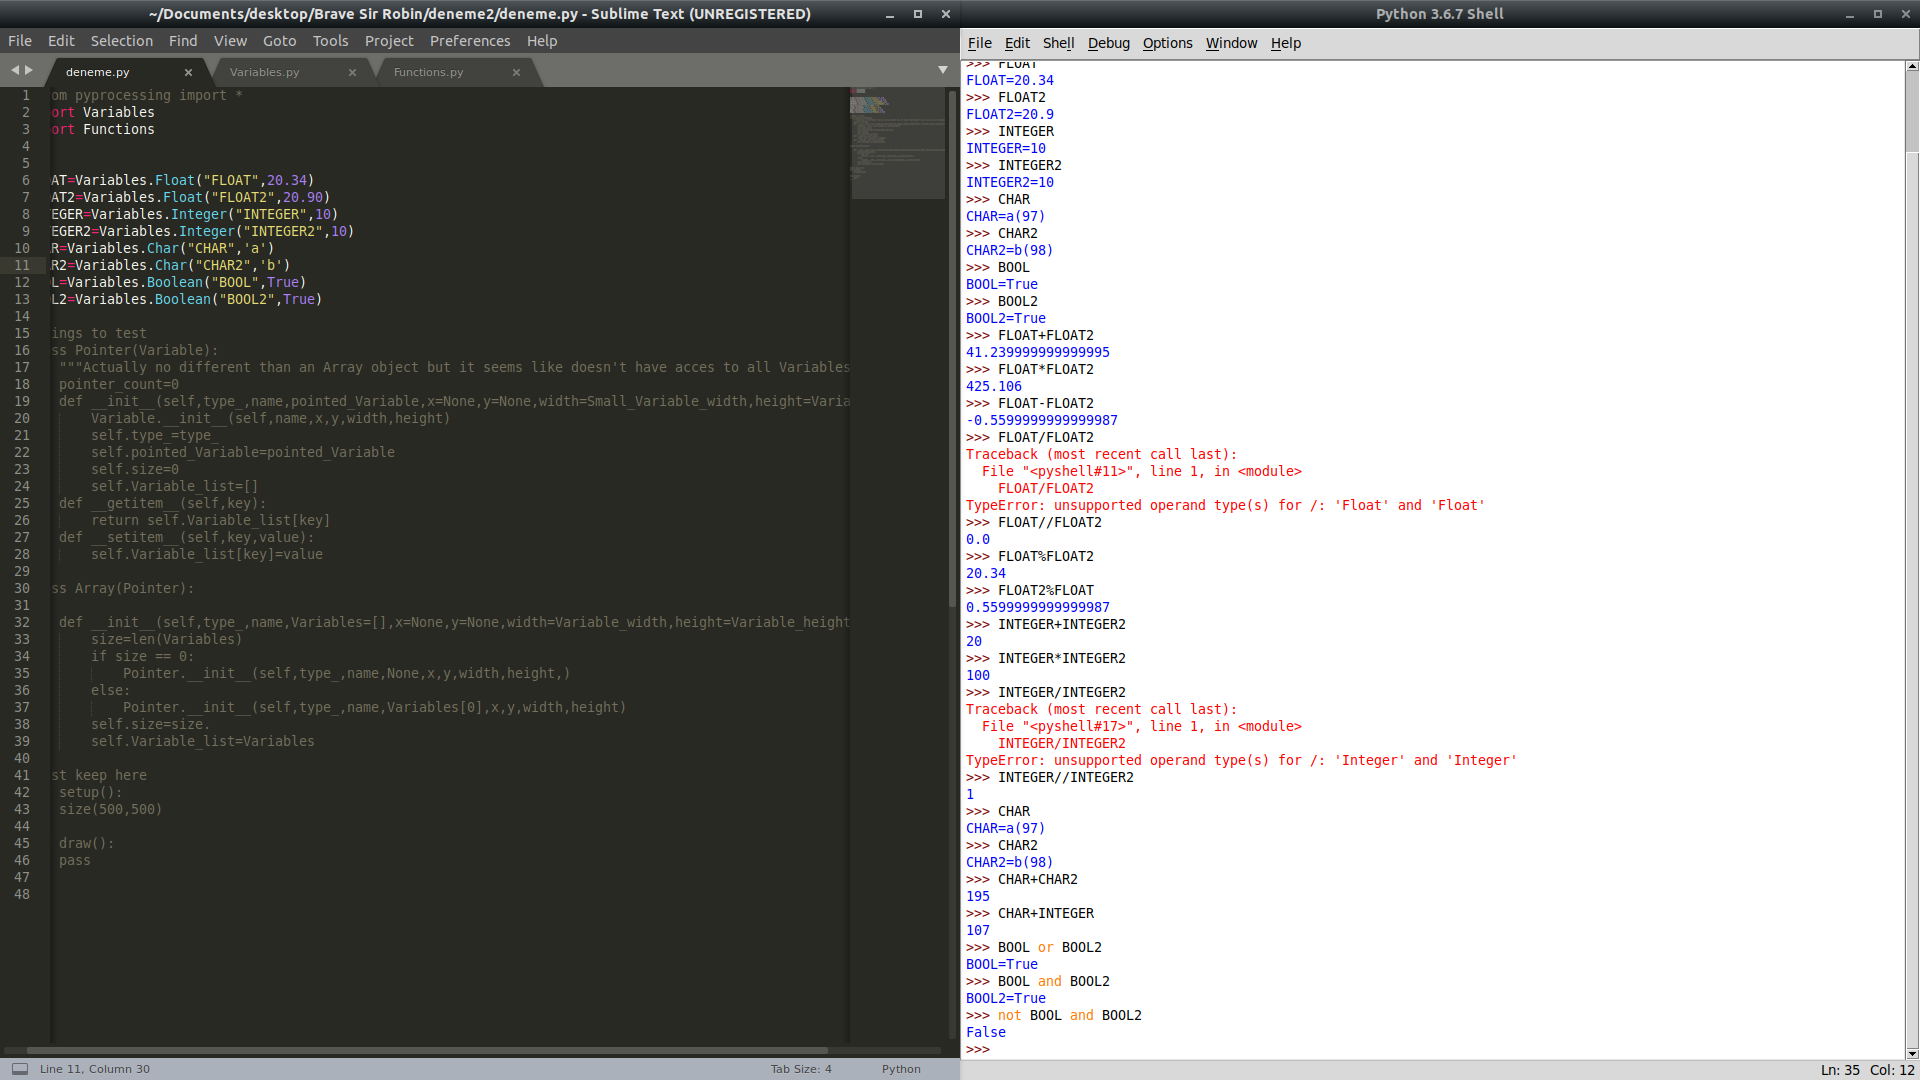 ~/Documents/desktop/Brave Sir Robin/deneme2/deneme.py - Sublime Text (UNREGISTERED)
File Edit Selection Find View Goto Tools Project Preferences Help
deneme.py × Variables.py × Functions.py ×
1 om pyprocessing import *
2 ort Variables
3 ort Functions
4
5
6 AT=Variables.Float("FLOAT",20.34)
7 AT2=Variables.Float("FLOAT2",20.90)
8 EGER=Variables.Integer("INTEGER",10)
9 EGER2=Variables.Integer("INTEGER2",10)
10 R=Variables.Char("CHAR",'a')
11 R2=Variables.Char("CHAR2",'b')
12 L=Variables.Boolean("BOOL",True)
13 L2=Variables.Boolean("BOOL2",True)
14
15 ings to test
16 ss Pointer(Variable):
17 """Actually no different than an Array object but it seems like doesn't have acces to all Variables
18 pointer_count=0
19 def __init__(self,type_,name,pointed_Variable,x=None,y=None,width=Small_Variable_width,height=Varia
20 Variable.__init__(self,name,x,y,width,height)
21 self.type_=type_
22 self.pointed_Variable=pointed_Variable
23 self.size=0
24 self.Variable_list=[]
25 def __getitem__(self,key):
26 return self.Variable_list[key]
27 def __setitem__(self,key,value):
28 self.Variable_list[key]=value
29
30 ss Array(Pointer):
31
32 def __init__(self,type_,name,Variables=[],x=None,y=None,width=Variable_width,height=Variable_height
33 size=len(Variables)
34 if size == 0:
35 Pointer.__init__(self,type_,name,None,x,y,width,height,)
36 else:
37 Pointer.__init__(self,type_,name,Variables[0],x,y,width,height)
38 self.size=size.
39 self.Variable_list=Variables
40
41 st keep here
42 setup():
43 size(500,500)
44
45 draw():
46 pass
47
48
Line 11, Column 30 Tab Size: 4 Python
Python 3.6.7 Shell
File Edit Shell Debug Options Window Help
>>> FLOAT
FLOAT=20.34
>>> FLOAT2
FLOAT2=20.9
>>> INTEGER
INTEGER=10
>>> INTEGER2
INTEGER2=10
>>> CHAR
CHAR=a(97)
>>> CHAR2
CHAR2=b(98)
>>> BOOL
BOOL=True
>>> BOOL2
BOOL2=True
>>> FLOAT+FLOAT2
41.239999999999995
>>> FLOAT*FLOAT2
425.106
>>> FLOAT-FLOAT2
-0.5599999999999987
>>> FLOAT/FLOAT2
Traceback (most recent call last):
File "<pyshell#11>", line 1, in <module>
FLOAT/FLOAT2
TypeError: unsupported operand type(s) for /: 'Float' and 'Float'
>>> FLOAT//FLOAT2
0.0
>>> FLOAT%FLOAT2
20.34
>>> FLOAT2%FLOAT
0.5599999999999987
>>> INTEGER+INTEGER2
20
>>> INTEGER*INTEGER2
100
>>> INTEGER/INTEGER2
Traceback (most recent call last):
File "<pyshell#17>", line 1, in <module>
INTEGER/INTEGER2
TypeError: unsupported operand type(s) for /: 'Integer' and 'Integer'
>>> INTEGER//INTEGER2
1
>>> CHAR
CHAR=a(97)
>>> CHAR2
CHAR2=b(98)
>>> CHAR+CHAR2
195
>>> CHAR+INTEGER
107
>>> BOOL or BOOL2
BOOL=True
>>> BOOL and BOOL2
BOOL2=True
>>> not BOOL and BOOL2
False
>>>
Ln: 35 Col: 12